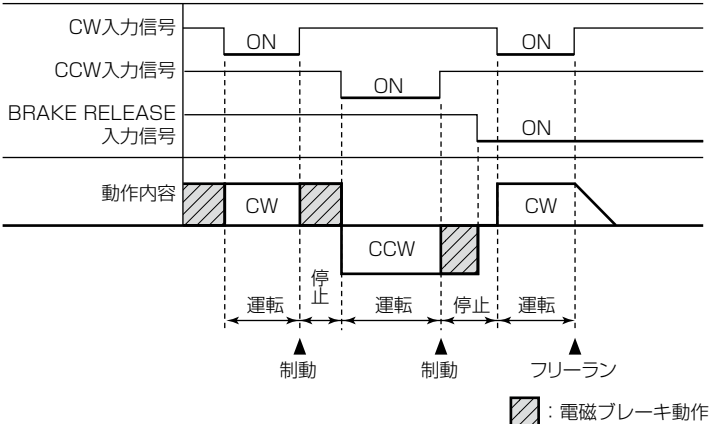 CW入力信号
ON
ON
CCW入力信号
ON
BRAKE RELEASE
入力信号
ON
動作内容
CW
CW
CCW
運転
停止
運転
停止
運転
制動
制動
フリーラン
：電磁ブレーキ動作